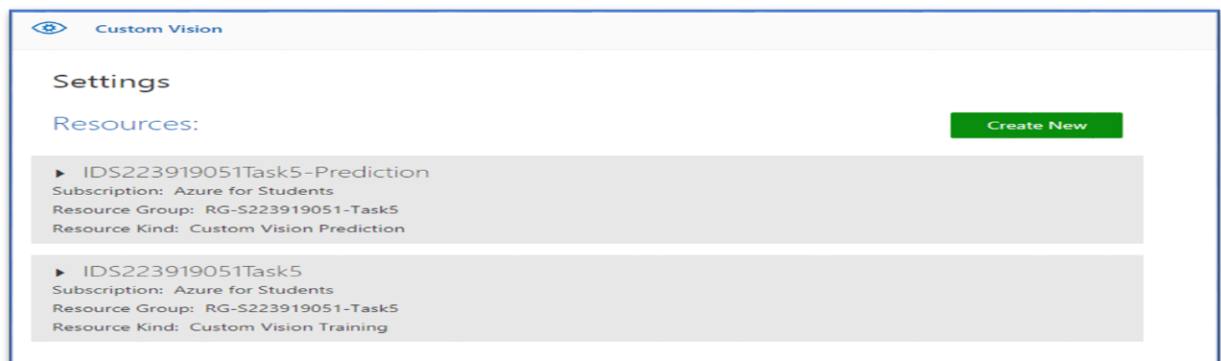 Custom Vision
Settings
Resources:
Create New
IDS223919051Task5-Prediction
Subscription: Azure for Students
Resource Group: RG-S223919051-Task5
Resource Kind: Custom Vision Prediction
IDS223919051Task5
Subscription: Azure for Students
Resource Group: RG-S223919051-Task5
Resource Kind: Custom Vision Training